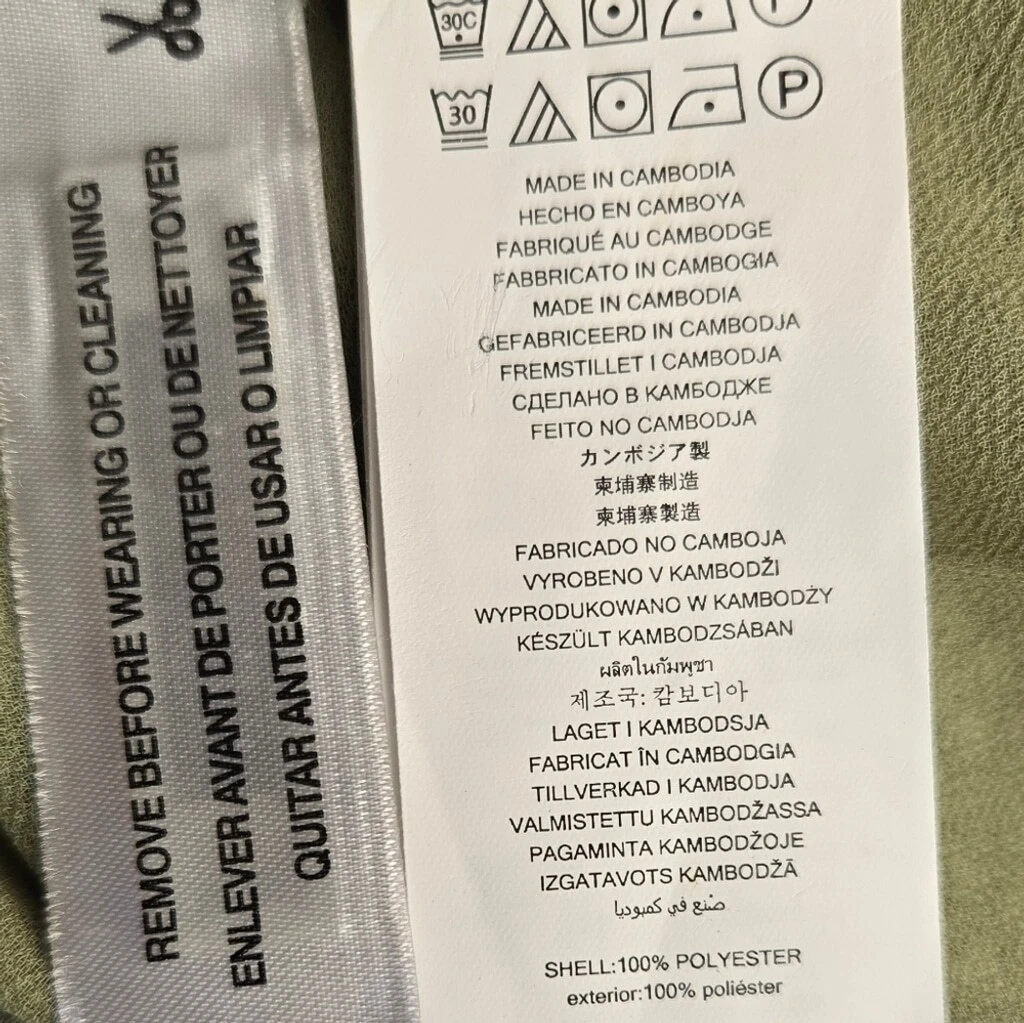 REMOVE BEFORE WEARING OR CLEANING
ENLEVER AVANT DE PORTER OU DE NETTOYER
QUITAR ANTES DE USAR O LIMPIAR
30C P
30 P
MADE IN CAMBODIA
HECHO EN CAMBOYA
FABRIQUÉ AU CAMBODGE
FABBRICATO IN CAMBOGIA
MADE IN CAMBODIA
GEFABRICEERD IN CAMBODJA
FREMSTILLET I CAMBODJA
СДЕЛАНО В КАМБОДЖЕ
FEITO NO CAMBODJA
カンボジア製
柬埔寨制造
柬埔寨製造
FABRICADO NO CAMBOJA
VYROBENO V KAMBODŽI
WYPRODUKOWANO W KAMBODŻY
KÉSZÜLT KAMBODZSÁBAN
ผลิตในกัมพูชา
제조국: 캄보디아
LAGET I KAMBODSJA
FABRICAT ÎN CAMBODGIA
TILLVERKAD I KAMBODJA
VALMISTETTU KAMBODŽASSA
PAGAMINTA KAMBODŽOJE
IZGATAVOTS KAMBODŽĀ
صُنع في كمبوديا
SHELL:100% POLYESTER
exterior:100% poliéster